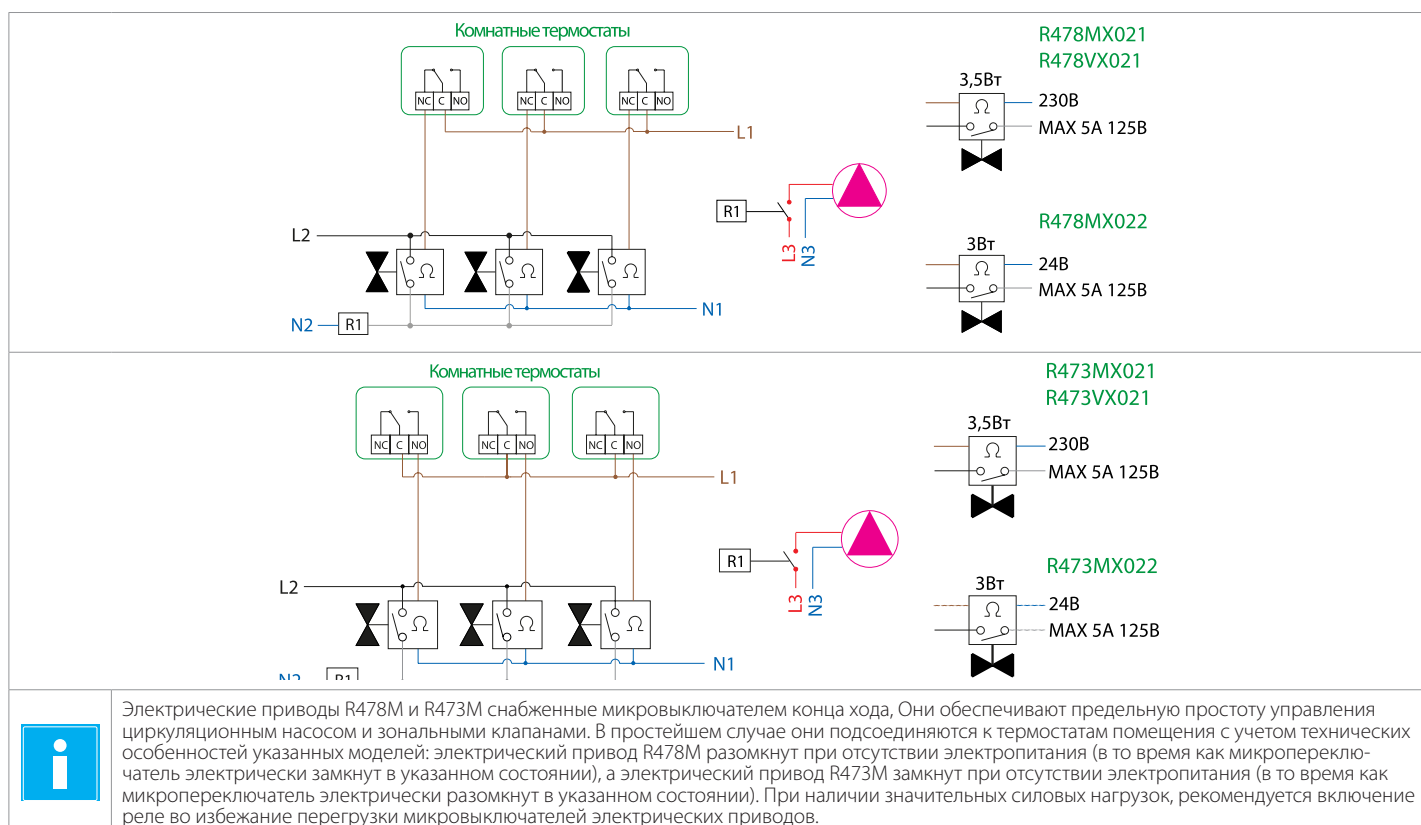 Комнатные термостаты
NC C NO NC C NO NC C NO
L1
L2
N1
N2 R1
R1
L3 N3
R478MX021
R478VX021
3,5Вт
Ω
230В
MAX 5A 125В
R478MX022
3Вт
Ω
24В
MAX 5A 125В
Ω Ω Ω
Комнатные термостаты
NC C NO NC C NO NC C NO
L1
L2
N1
N2 R1
Ω Ω Ω
R1
L3 N3
R473MX021
R473VX021
3,5Вт
Ω
230В
MAX 5A 125В
R473MX022
3Вт
Ω
24В
MAX 5A 125В
i
Электрические приводы R478M и R473M снабженные микровыключателем конца хода, Они обеспечивают предельную простоту управления
циркуляционным насосом и зональными клапанами. В простейшем случае они подсоединяются к термостатам помещения с учетом технических
особенностей указанных моделей: электрический привод R478M разомкнут при отсутствии электропитания (в то время как микропереклю-
чатель электрически замкнут в указанном состоянии), а электрический привод R473M замкнут при отсутствии электропитания (в то время как
микропереключатель электрически разомкнут в указанном состоянии). При наличии значительных силовых нагрузок, рекомендуется включение
реле во избежание перегрузки микровыключателей электрических приводов.